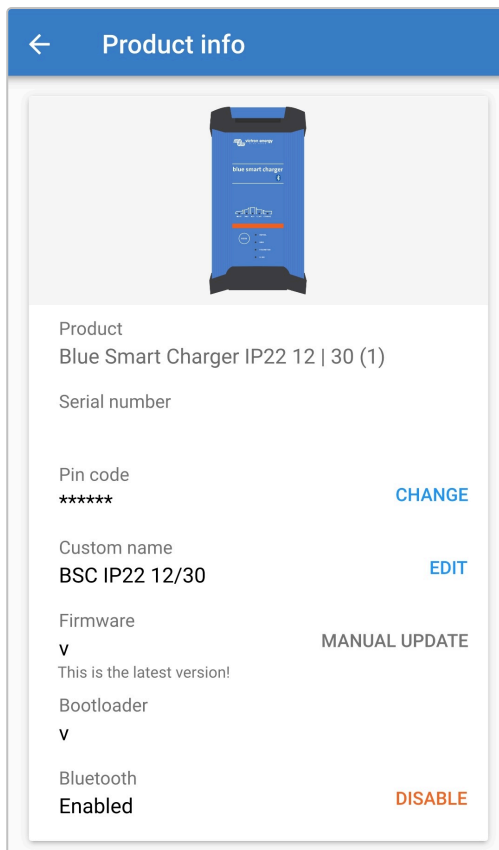 Product info
victron energy
blue smart charger
Product
Blue Smart Charger IP22 12 | 30 (1)
Serial number
Pin code
******
CHANGE
Custom name
BSC IP22 12/30
EDIT
Firmware
v
MANUAL UPDATE
This is the latest version!
Bootloader
v
Bluetooth
Enabled
DISABLE